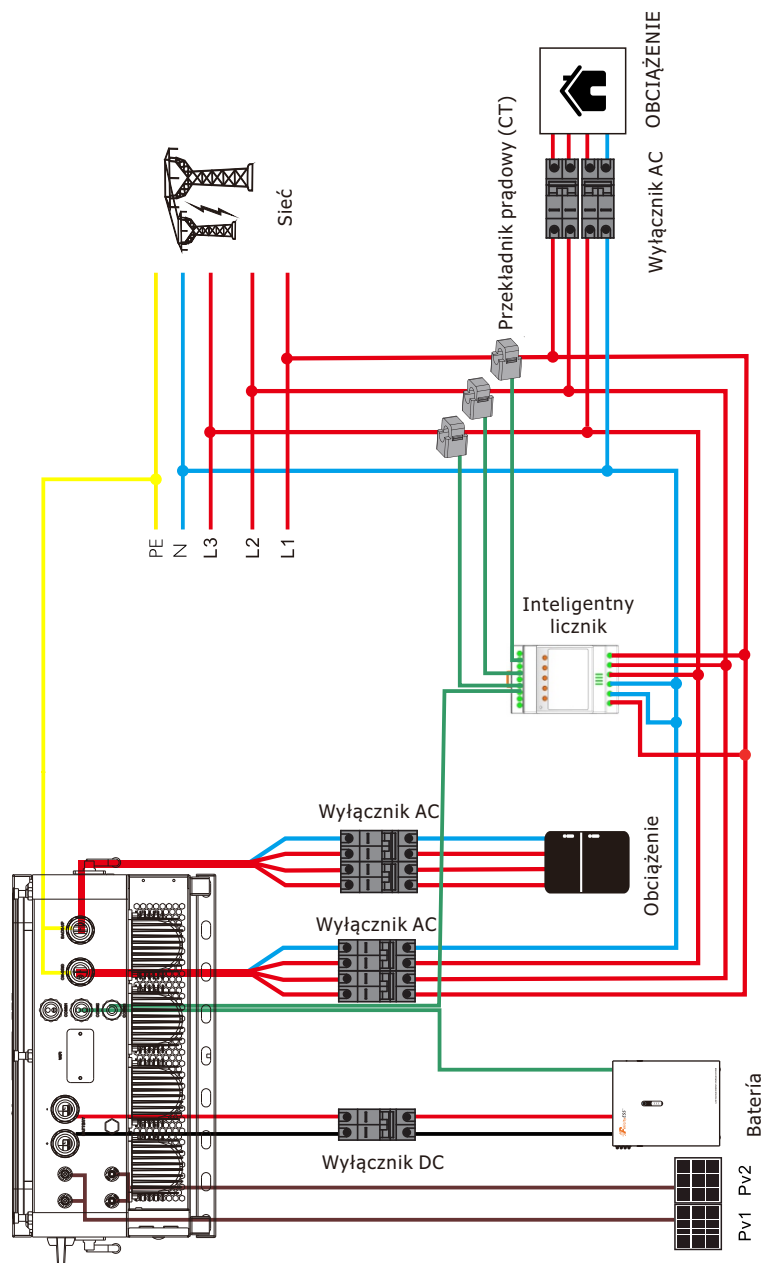 OBCIĄŻENIE
Wyłącznik AC
Przekładnik prądowy (CT)
Sieć
PE
N
L3
L2
L1
Inteligentny
licznik
Wyłącznik AC
Obciążenie
Wyłącznik AC
Wyłącznik DC
Batería
Pv1
Pv2